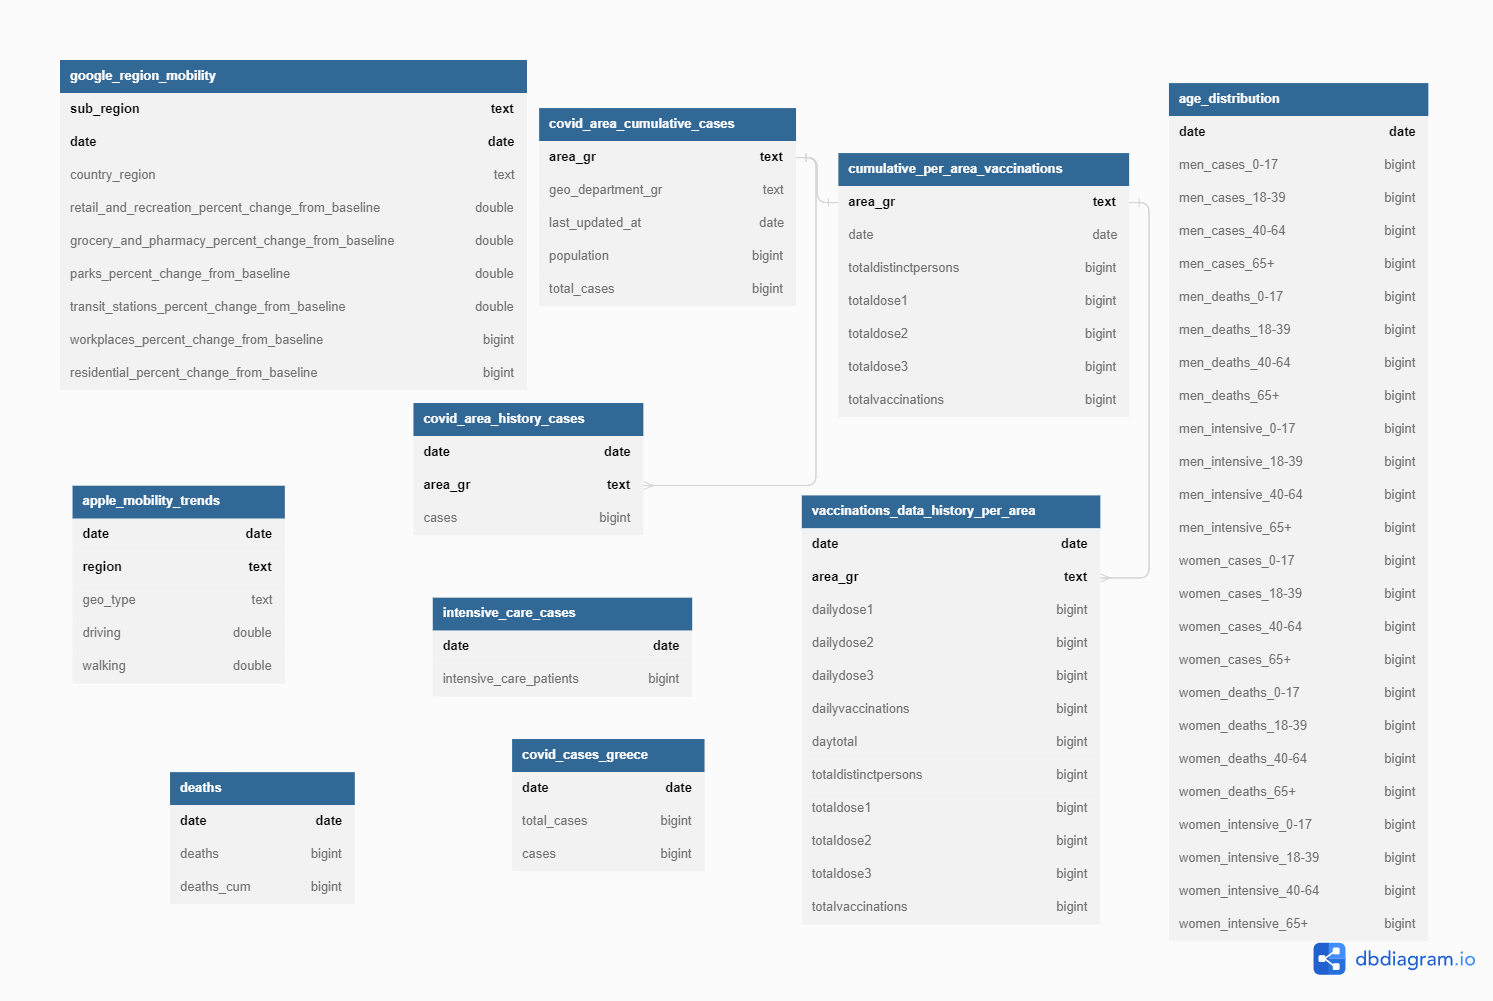 google_region_mobility
sub_region text
date date
country_region text
retail_and_recreation_percent_change_from_baseline double
grocery_and_pharmacy_percent_change_from_baseline double
parks_percent_change_from_baseline double
transit_stations_percent_change_from_baseline double
workplaces_percent_change_from_baseline bigint
residential_percent_change_from_baseline bigint
covid_area_cumulative_cases
area_gr text
geo_department_gr text
last_updated_at date
population bigint
total_cases bigint
cumulative_per_area_vaccinations
area_gr text
date date
totaldistinctpersons bigint
totaldose1 bigint
totaldose2 bigint
totaldose3 bigint
totalvaccinations bigint
age_distribution
date date
men_cases_0-17 bigint
men_cases_18-39 bigint
men_cases_40-64 bigint
men_cases_65+ bigint
men_deaths_0-17 bigint
men_deaths_18-39 bigint
men_deaths_40-64 bigint
men_deaths_65+ bigint
men_intensive_0-17 bigint
men_intensive_18-39 bigint
men_intensive_40-64 bigint
men_intensive_65+ bigint
women_cases_0-17 bigint
women_cases_18-39 bigint
women_cases_40-64 bigint
women_cases_65+ bigint
women_deaths_0-17 bigint
women_deaths_18-39 bigint
women_deaths_40-64 bigint
women_deaths_65+ bigint
women_intensive_0-17 bigint
women_intensive_18-39 bigint
women_intensive_40-64 bigint
women_intensive_65+ bigint
covid_area_history_cases
date date
area_gr text
cases bigint
apple_mobility_trends
date date
region text
geo_type text
driving double
walking double
vaccinations_data_history_per_area
date date
area_gr text
dailydose1 bigint
dailydose2 bigint
dailydose3 bigint
dailyvaccinations bigint
daytotal bigint
totaldistinctpersons bigint
totaldose1 bigint
totaldose2 bigint
totaldose3 bigint
totalvaccinations bigint
intensive_care_cases
date date
intensive_care_patients bigint
covid_cases_greece
date date
total_cases bigint
cases bigint
deaths
date date
deaths bigint
deaths_cum bigint
dbdiagram.io